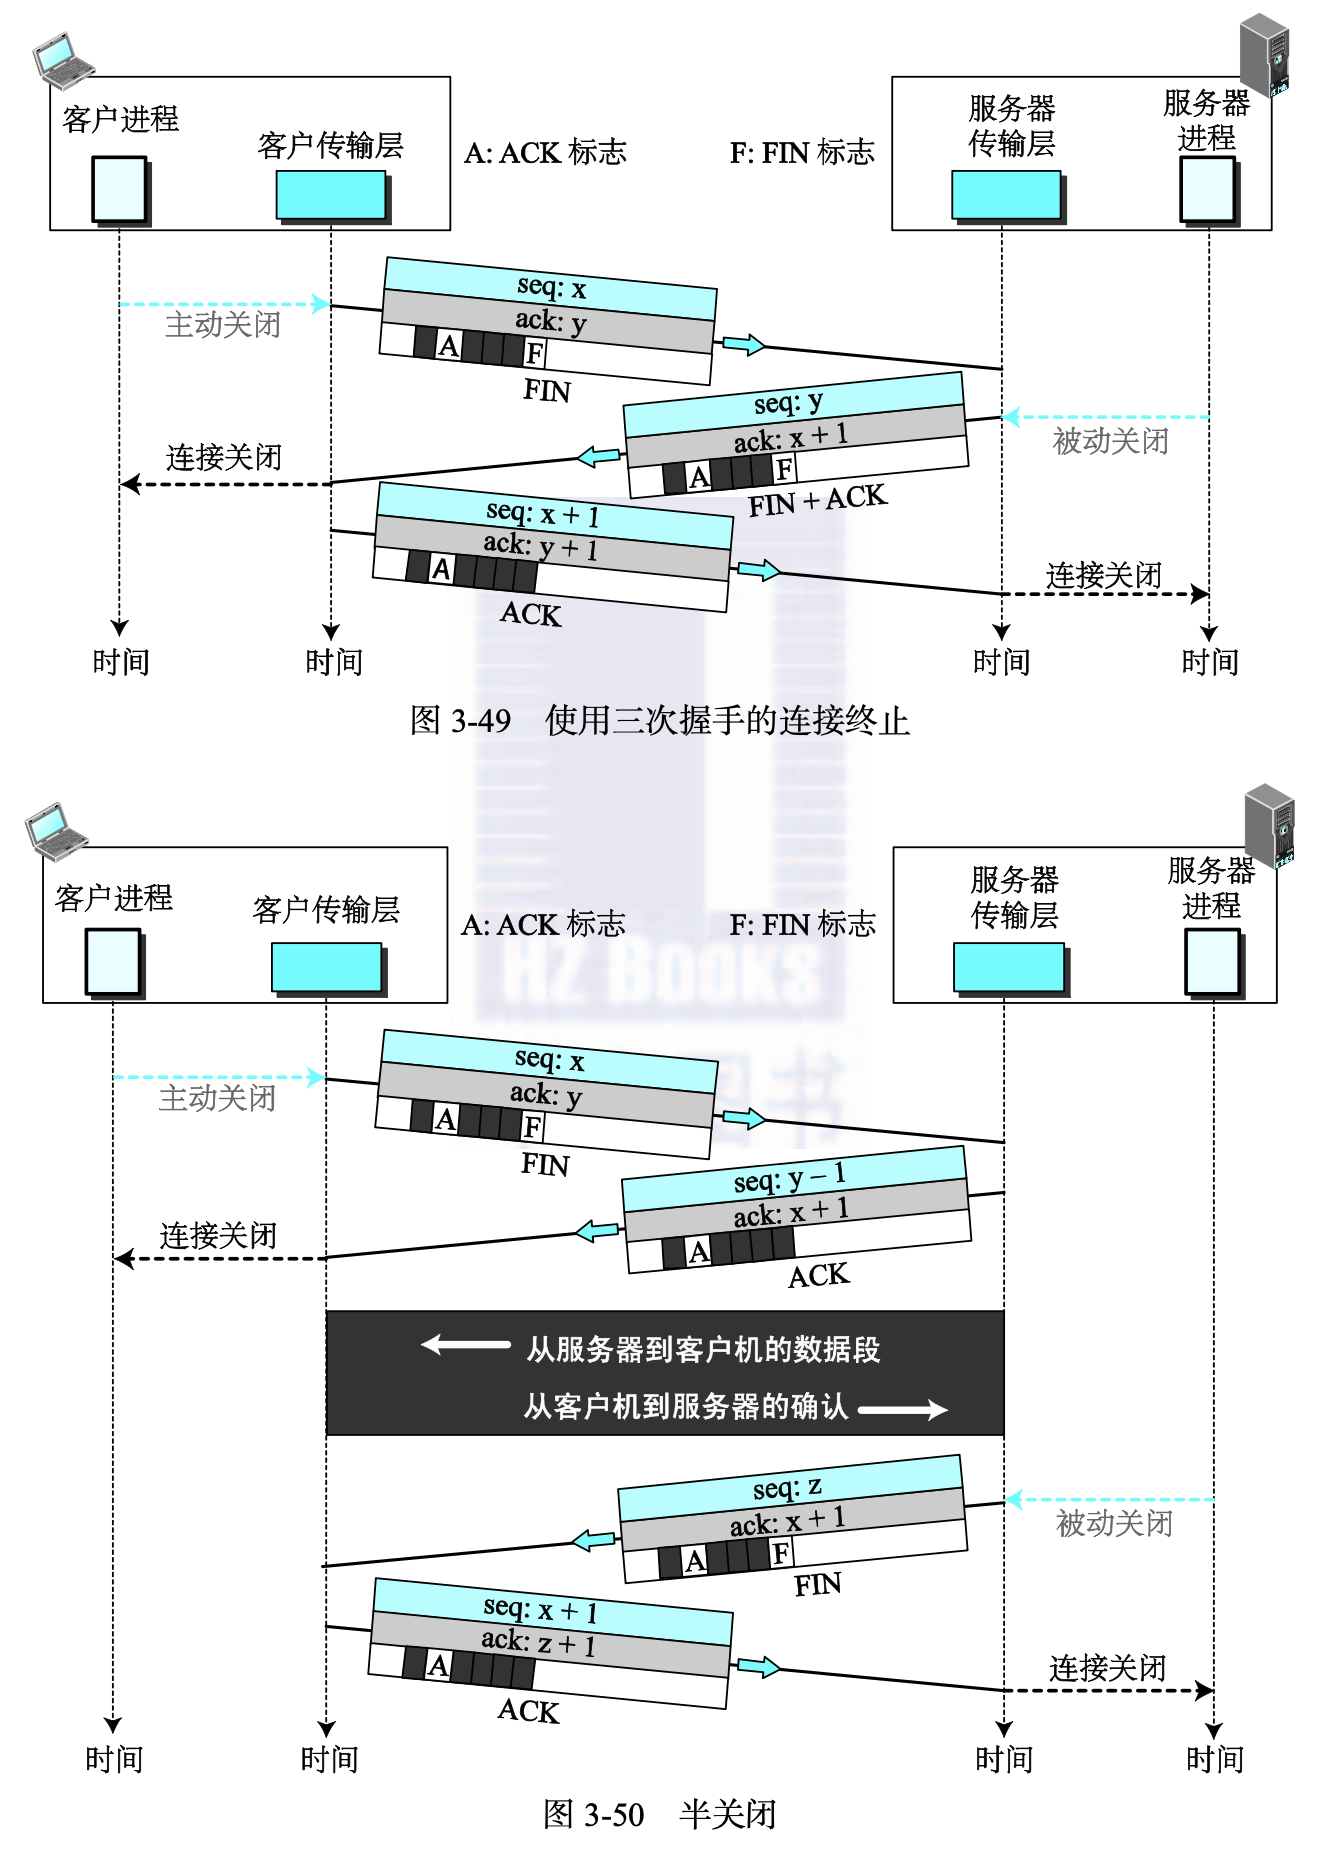 客户进程
客户传输层
A: ACK 标志
F: FIN 标志
服务器
传输层
服务器
进程
seq: x
ack: y
A F
FIN
主动关闭
seq: y
ack: x + 1
A F
FIN + ACK
被动关闭
连接关闭
seq: x + 1
ack: y + 1
A
ACK
连接关闭
时间
时间
时间
时间
图 3-49 使用三次握手的连接终止
客户进程
客户传输层
A: ACK 标志
F: FIN 标志
服务器
传输层
服务器
进程
HZ BOOKS
图书
seq: x
ack: y
A F
FIN
主动关闭
seq: y – 1
ack: x + 1
A
ACK
连接关闭
从服务器到客户机的数据段
从客户机到服务器的确认
seq: z
ack: x + 1
A F
FIN
被动关闭
seq: x + 1
ack: z + 1
A
ACK
连接关闭
时间
时间
时间
时间
图 3-50 半关闭